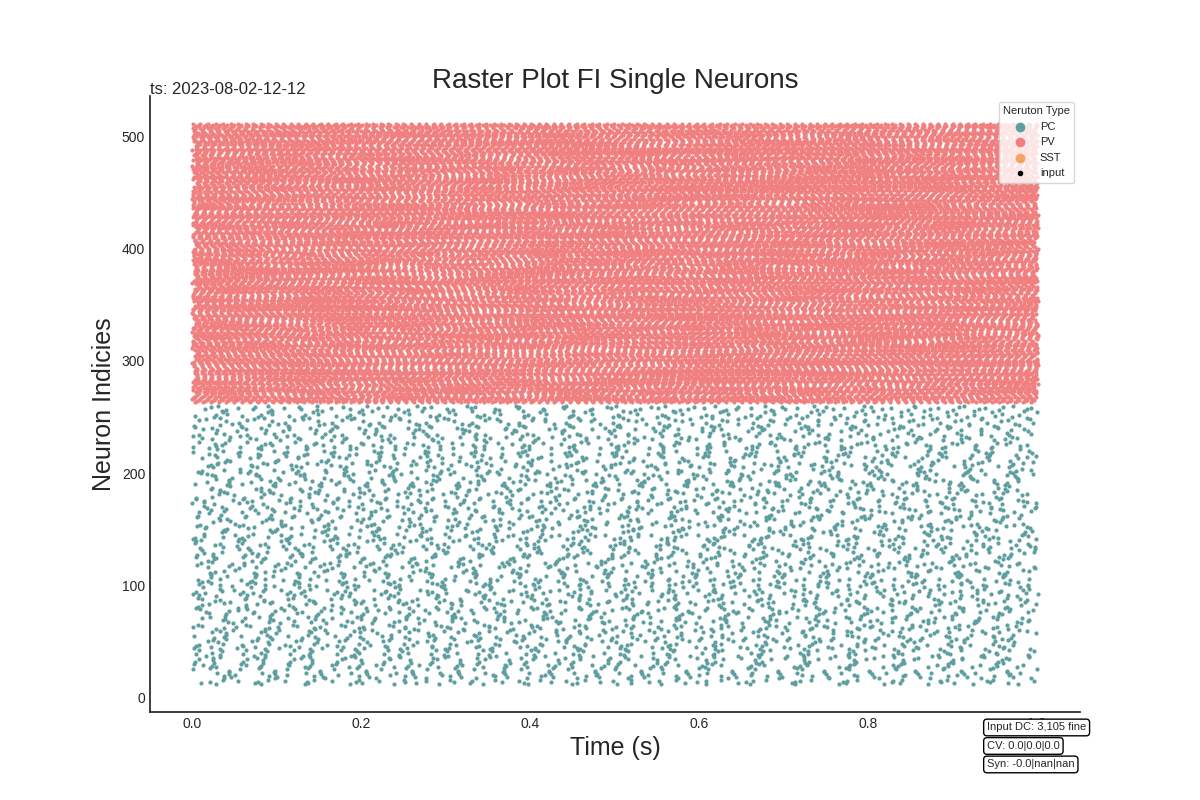 Raster Plot FI Single Neurons
ts: 2023-08-02-12-12
Neruton Type
PC
PV
SST
input
500
400
300
200
100
0
Neuron Indicies
0.0 0.2 0.4 0.6 0.8
Time (s)
Input DC: 3,105 fine
CV: 0.0|0.0|0.0
Syn: -0.0|nan|nan